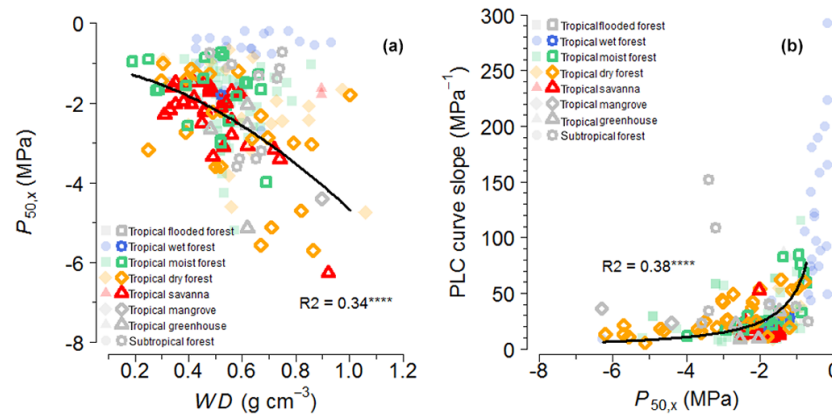 (a)
0
-2
-4
-6
-8
P50,x (MPa)
Tropical flooded forest
Tropical wet forest
Tropical moist forest
Tropical dry forest
Tropical savanna
Tropical mangrove
Tropical greenhouse
Subtropical forest
R2 = 0.34****
0.2 0.4 0.6 0.8 1.0 1.2
WD (g cm−3)
(b)
300
250
200
150
100
50
0
PLC curve slope (MPa−1)
Tropical flooded forest
Tropical wet forest
Tropical moist forest
Tropical dry forest
Tropical savanna
Tropical mangrove
Tropical greenhouse
Subtropical forest
R2 = 0.38****
-8 -6 -4 -2 0
P50,x (MPa)